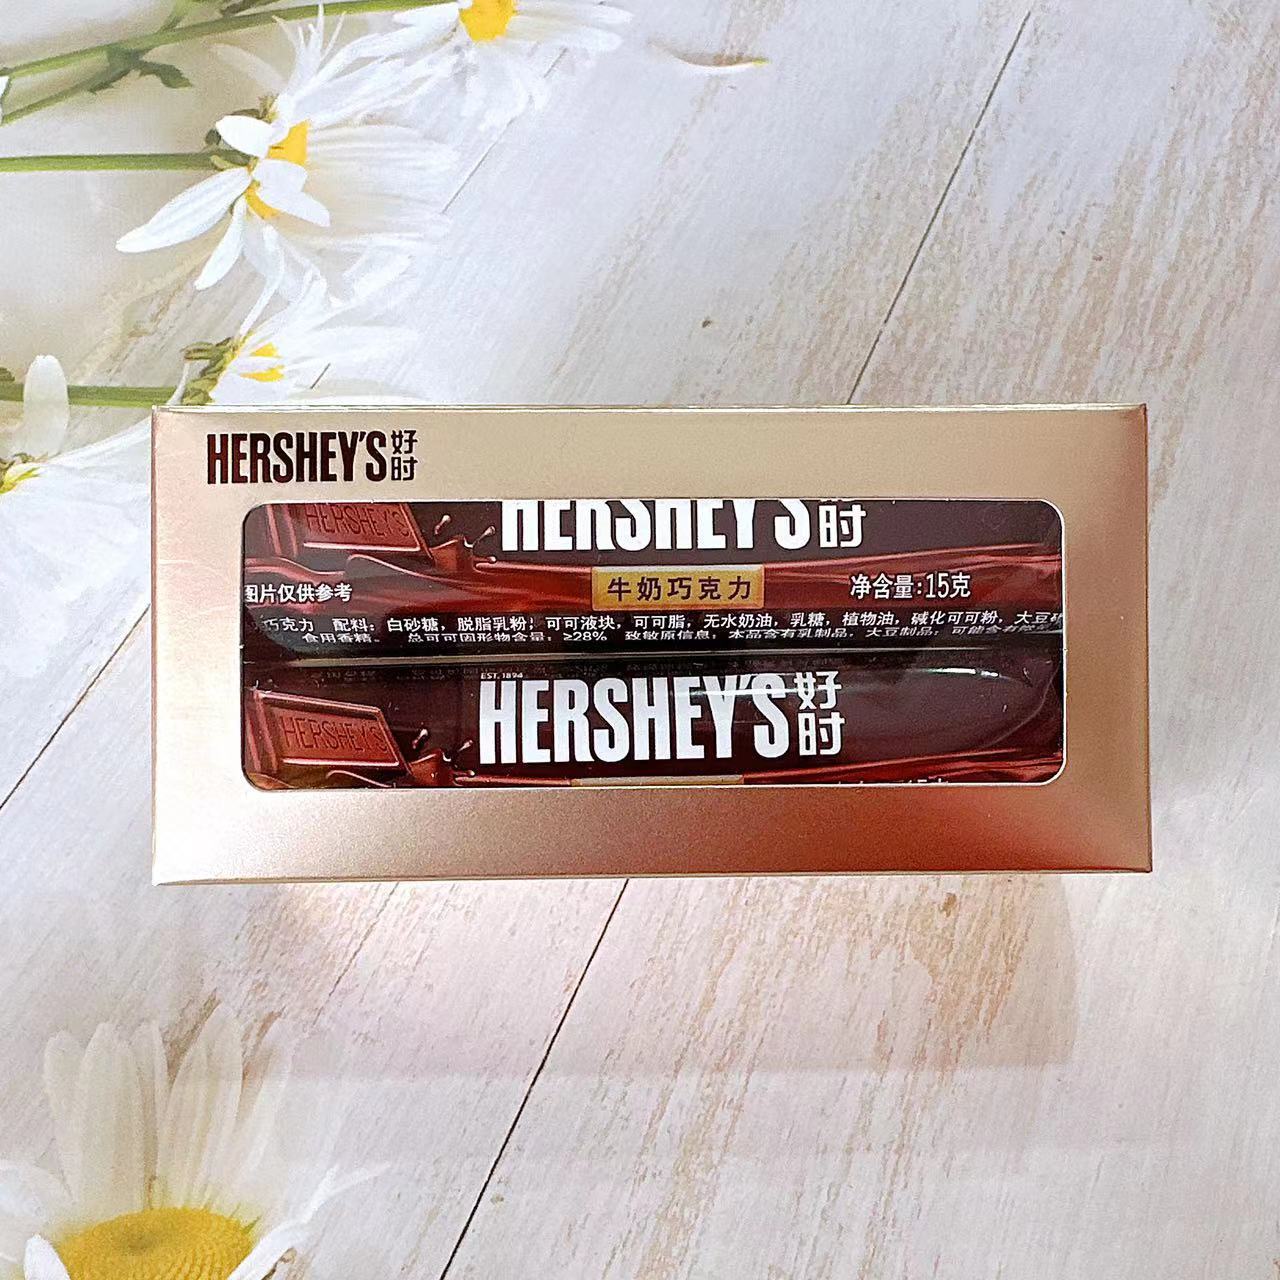 HERSHEY'S 好时
HERSHEY'S
HERSHEY'S 时
图片仅供参考
牛奶巧克力
净含量:15克
巧克力 配料:白砂糖,脱脂乳粉,可可液块,可可脂,无水奶油,乳糖,植物油,碱化可可粉,大豆磷
食用香精。 总可可固形物含量:≥28% 致敏原信息:本品含有乳制品,大豆制品,可能含有
EST. 1894
HERSHEY'S 好时
HERSHEY'S
15克